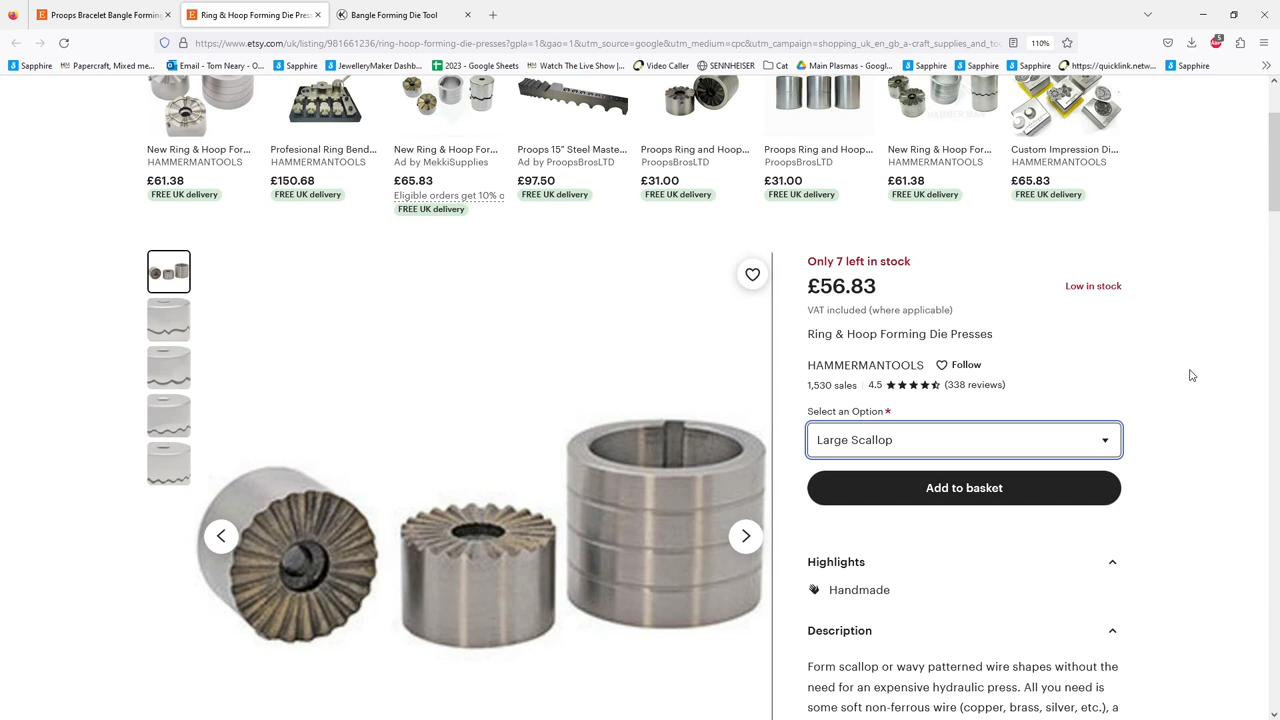 Proops Bracelet Bangle Forming
Ring & Hoop Forming Die Pres
Bangle Forming Die Tool
https://www.etsy.com/uk/listing/981661236/ring-hoop-forming-die-presses?gpla=1&gao=1&utm_source=google&utm_medium=cpc&utm_campaign=shopping_uk_en_gb_a-craft_supplies_and_to
110%
5
Sapphire
Papercraft, Mixed me...
Email - Tom Neary - O...
Sapphire
JewelleryMaker Dashb...
2023 - Google Sheets
Watch The Live Show |...
Video Caller
SENNHEISER
Cat
Main Plasmas - Googl...
Sapphire
Sapphire
Sapphire
https://quicklink.netw...
Sapphire
New Ring & Hoop For...
HAMMERMANTOOLS
£61.38
FREE UK delivery
Profesional Ring Bend...
HAMMERMANTOOLS
£150.68
FREE UK delivery
New Ring & Hoop For...
Ad by MekkiSupplies
£65.83
Eligible orders get 10% o
FREE UK delivery
Proops 15” Steel Maste...
Ad by ProopsBrosLTD
£97.50
FREE UK delivery
Proops Ring and Hoop...
ProopsBrosLTD
£31.00
FREE UK delivery
Proops Ring and Hoop...
ProopsBrosLTD
£31.00
FREE UK delivery
New Ring & Hoop For...
HAMMERMANTOOLS
£61.38
FREE UK delivery
Custom Impression Di...
HAMMERMANTOOLS
£65.83
FREE UK delivery
Only 7 left in stock
£56.83
Low in stock
VAT included (where applicable)
Ring & Hoop Forming Die Presses
HAMMERMANTOOLS
Follow
1,530 sales
4.5
(338 reviews)
Select an Option *
Large Scallop
Add to basket
Highlights
Handmade
Description
Form scallop or wavy patterned wire shapes without the
need for an expensive hydraulic press. All you need is
some soft non-ferrous wire (copper, brass, silver, etc.), a